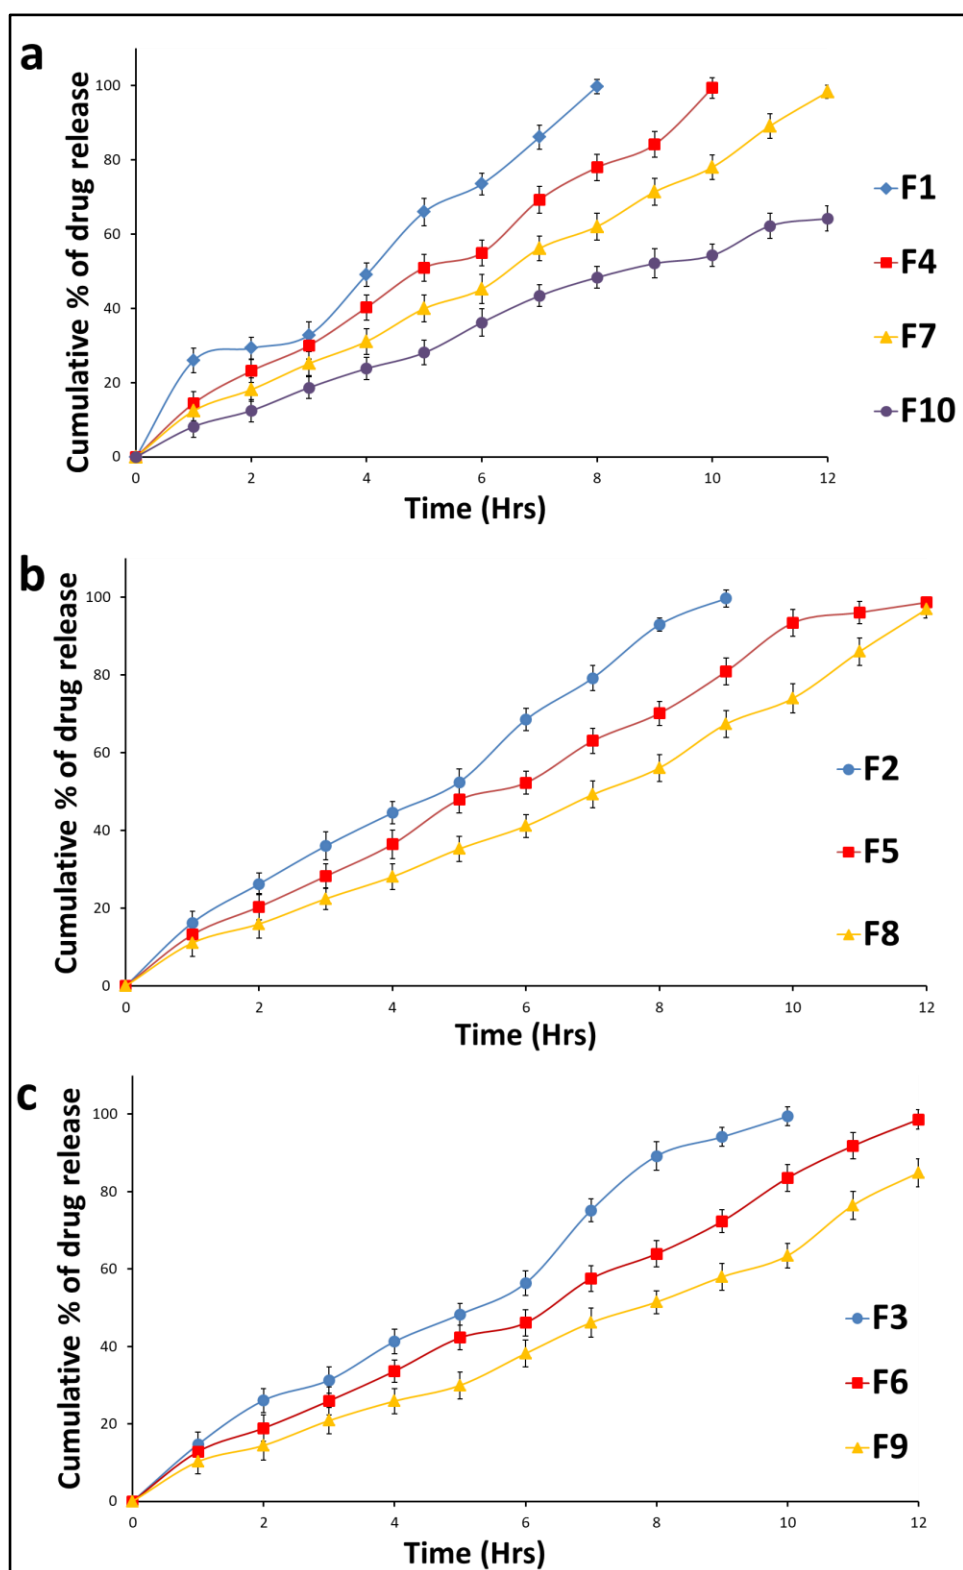 a
Cumulative % of drug release
100
80
60
40
20
0
0 2 4 6 8 10 12
Time (Hrs)
F1
F4
F7
F10
b
Cumulative % of drug release
100
80
60
40
20
0
0 2 4 6 8 10 12
Time (Hrs)
F2
F5
F8
c
Cumulative % of drug release
100
80
60
40
20
0
0 2 4 6 8 10 12
Time (Hrs)
F3
F6
F9